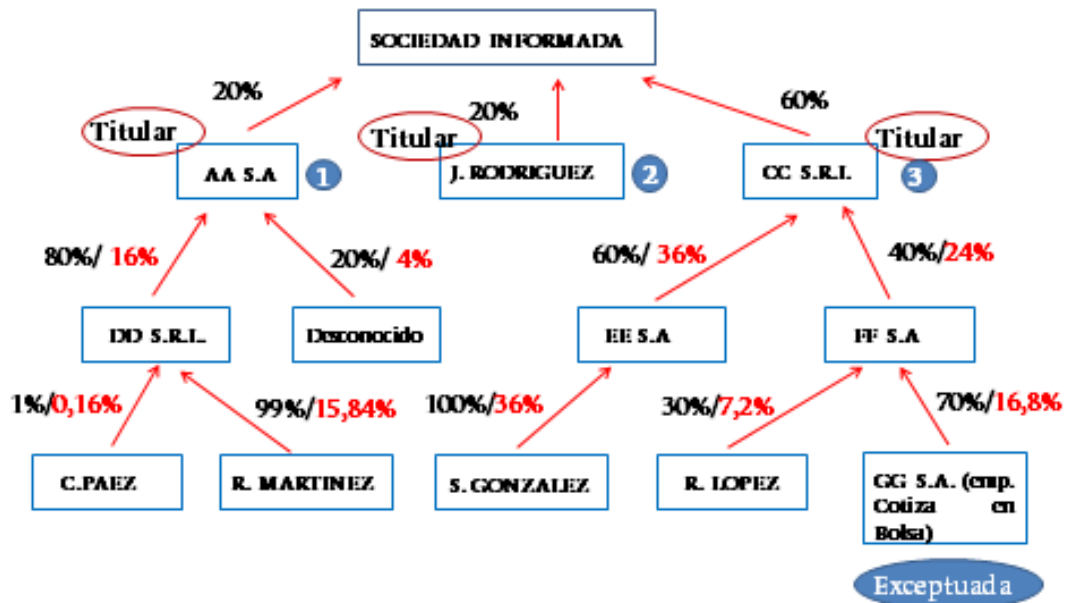 SOCIEDAD INFORMADA
20%
20%
60%
Titular
Titular
Titular
AA S.A
1
J. RODRIGUEZ
2
CC S.R.L
3
80%/ 16%
20%/ 4%
60%/ 36%
40%/24%
DD S.R.L.
Desconocido
EE S.A
FF S.A
1%/0,16%
99%/15,84%
100%/36%
30%/7,2%
70%/16,8%
C.PAEZ
R. MARTINEZ
S. GONZALEZ
R. LOPEZ
GG S.A. (emp.
Cotiza en
Bolsa)
Exceptuada